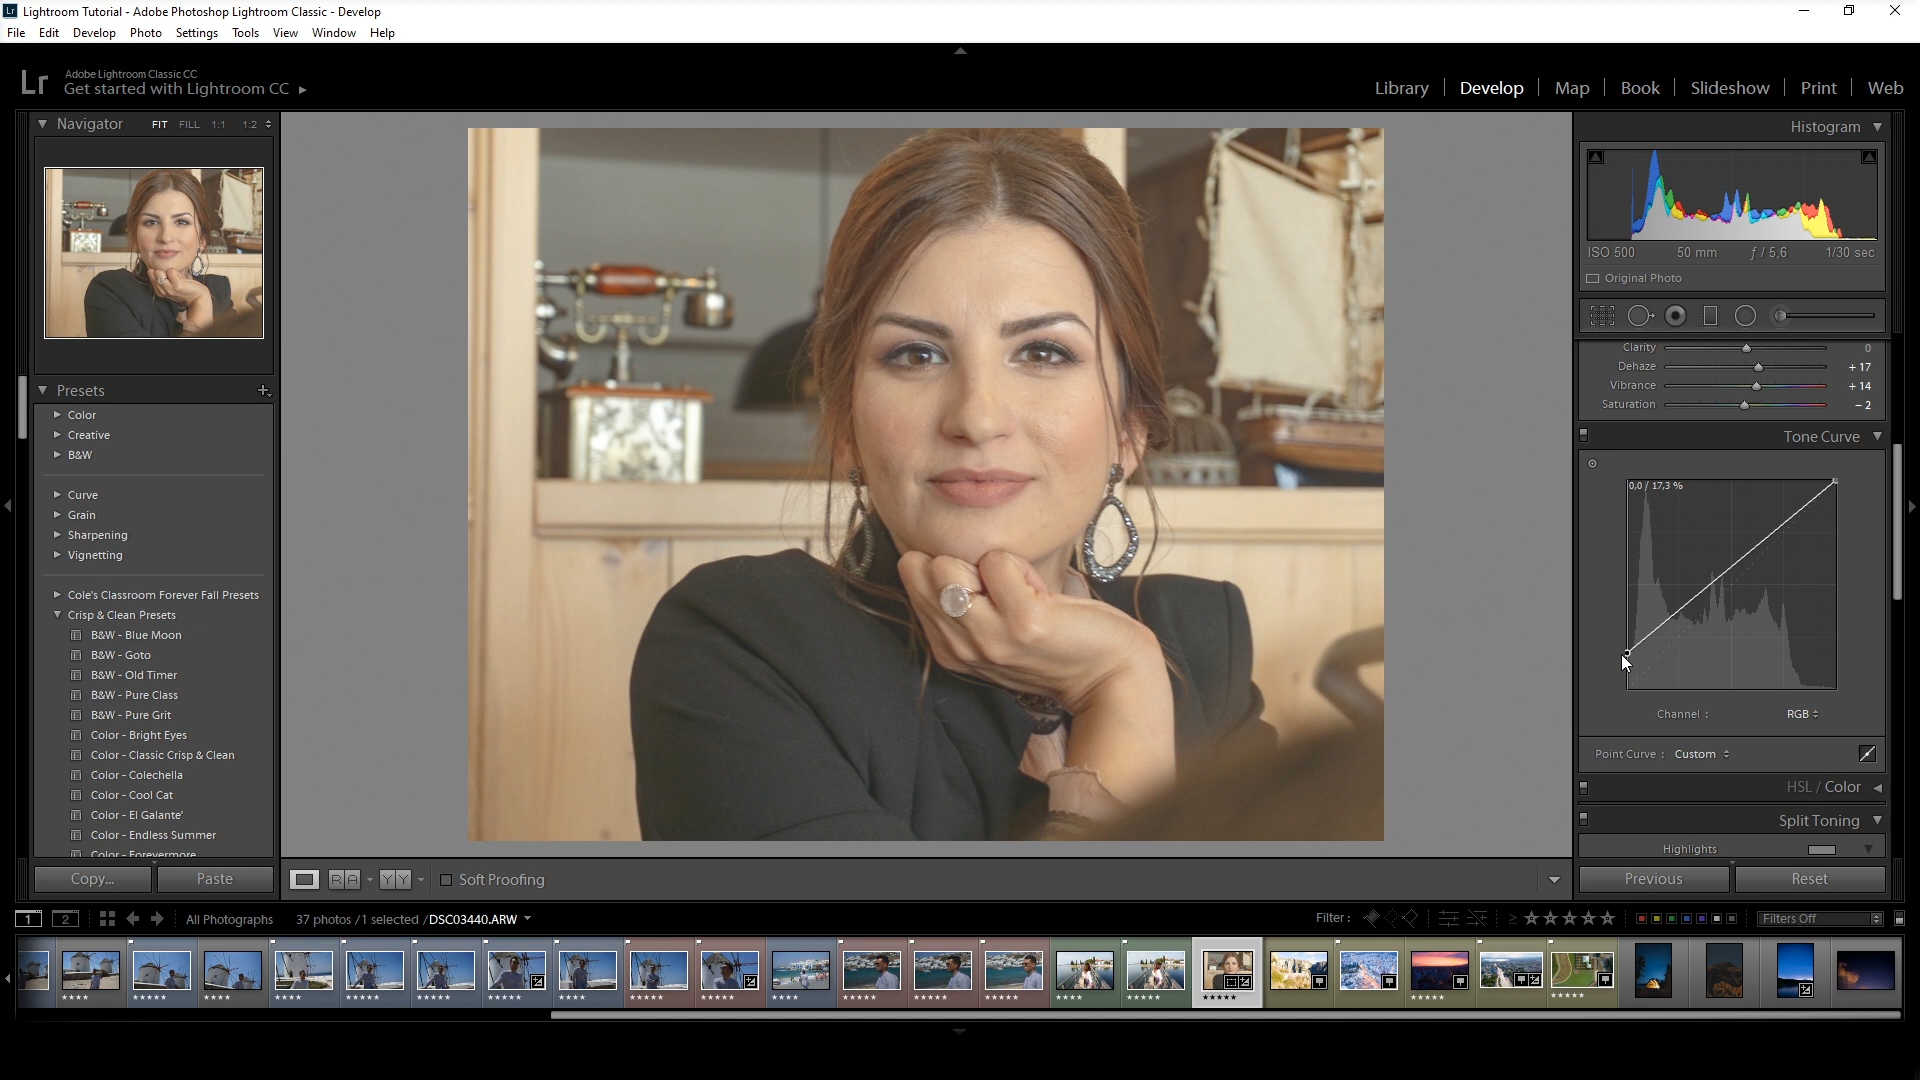 Lightroom Tutorial - Adobe Photoshop Lightroom Classic - Develop
File Edit Develop Photo Settings Tools View Window Help
Lr Adobe Lightroom Classic CC
Get started with Lightroom CC
Library Develop Map Book Slideshow Print Web
Navigator FIT FILL 1:1 1:2
Presets
Color
Creative
B&W
Curve
Grain
Sharpening
Vignetting
Cole's Classroom Forever Fall Presets
Crisp & Clean Presets
B&W - Blue Moon
B&W - Goto
B&W - Old Timer
B&W - Pure Class
B&W - Pure Grit
Color - Bright Eyes
Color - Classic Crisp & Clean
Color - Colechella
Color - Cool Cat
Color - El Galante'
Color - Endless Summer
Color - Forevermore
Copy... Paste
R A Y Y Soft Proofing
Histogram
ISO 500 50 mm ƒ / 5,6 1/30 sec
Original Photo
Clarity 0
Dehaze + 17
Vibrance + 14
Saturation – 2
Tone Curve
0,0 / 17,3 %
Channel : RGB
Point Curve : Custom
HSL / Color
Split Toning
Highlights
Previous Reset
1 2 All Photographs 37 photos / 1 selected / DSC03440.ARW Filter : ≥ Filters Off